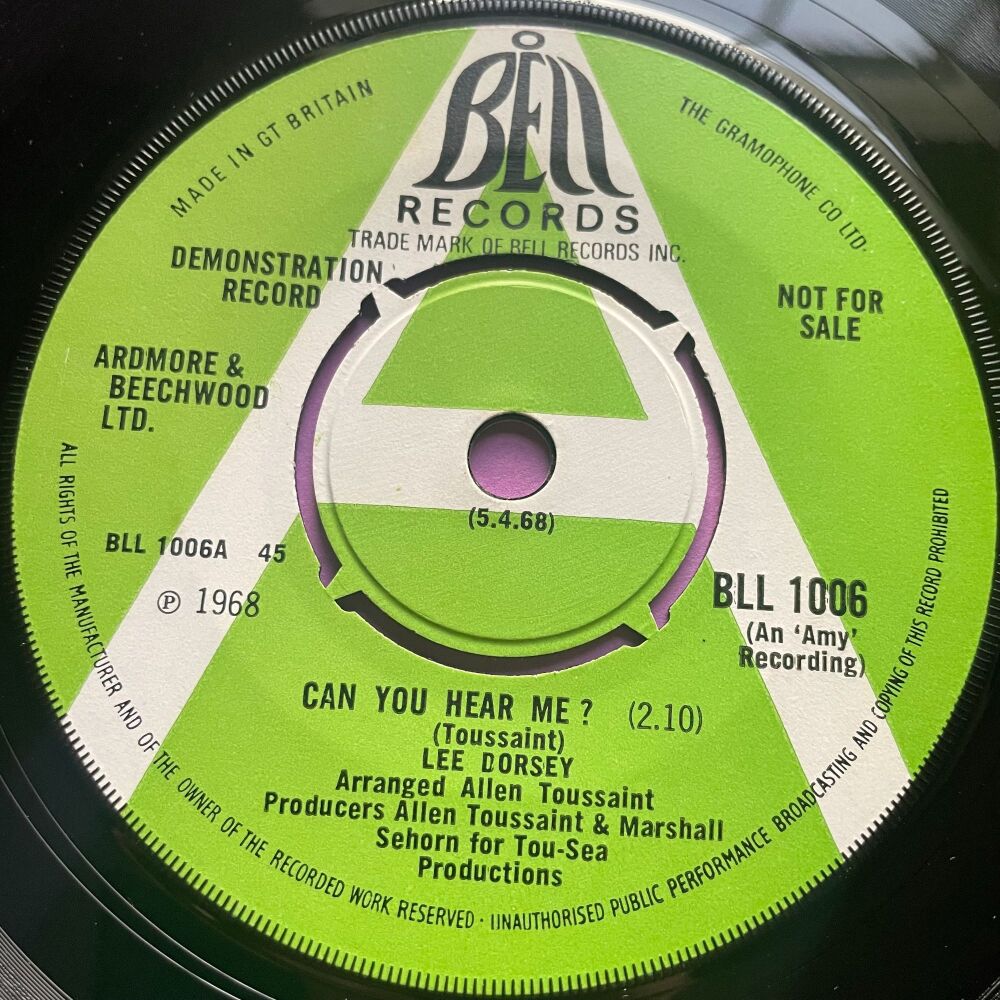 BELL
RECORDS
TRADE MARK OF BELL RECORDS INC.
MADE IN GT BRITAIN
THE GRAMOPHONE CO LTD.
DEMONSTRATION
RECORD
NOT FOR
SALE
ARDMORE &
BEECHWOOD
LTD.
(5.4.68)
BLL 1006A 45
℗ 1968
BLL 1006
(An ‘Amy’
Recording)
CAN YOU HEAR ME? (2.10)
(Toussaint)
LEE DORSEY
Arranged Allen Toussaint
Producers Allen Toussaint & Marshall
Sehorn for Tou-Sea
Productions
ALL RIGHTS OF THE MANUFACTURER AND OF THE OWNER OF THE RECORDED WORK RESERVED · UNAUTHORISED PUBLIC PERFORMANCE BROADCASTING AND COPYING OF THIS RECORD PROHIBITED
A